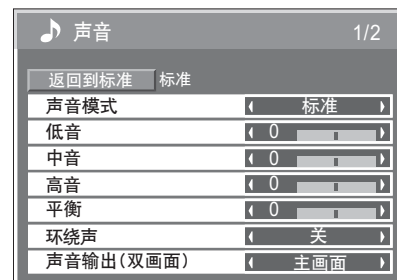 声音 1/2
返回到标准 标准
声音模式 标准
低音 0
中音 0
高音 0
平衡 0
环绕声 关
声音输出(双画面) 主画面